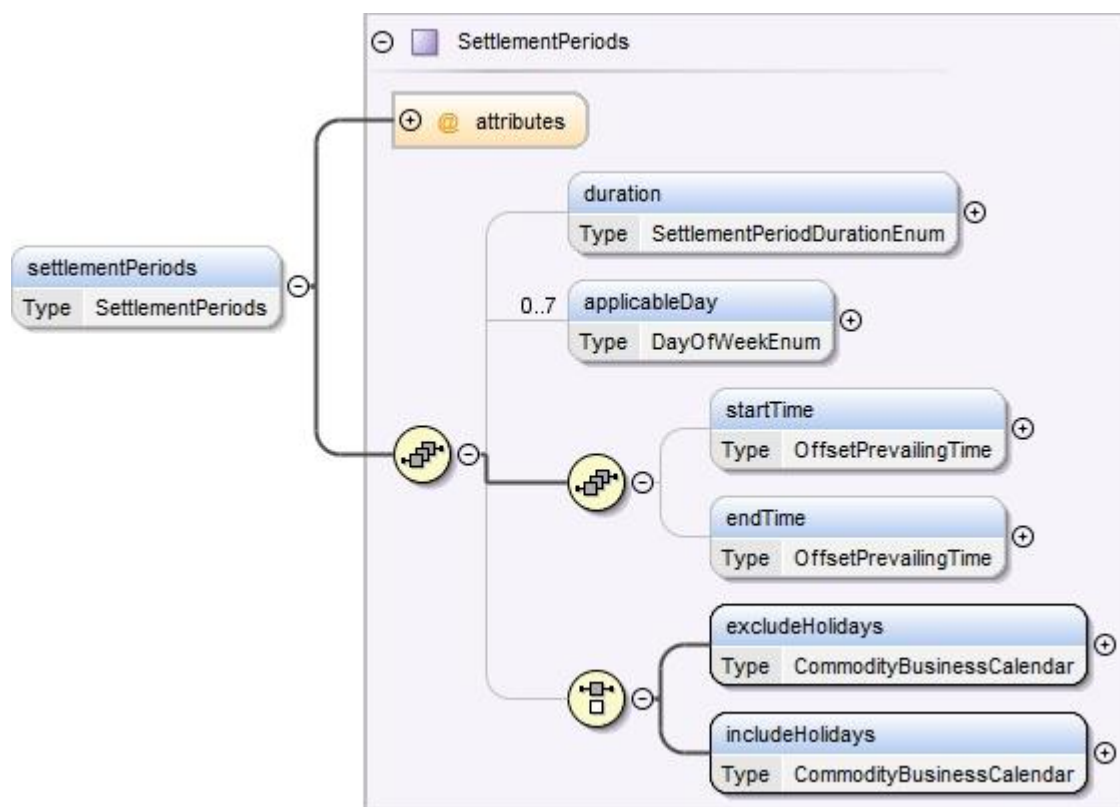 SettlementPeriods
@ attributes
duration
Type SettlementPeriodDurationEnum
settlementPeriods
Type SettlementPeriods
0..7
applicableDay
Type DayOfWeekEnum
startTime
Type OffsetPrevailingTime
endTime
Type OffsetPrevailingTime
excludeHolidays
Type CommodityBusinessCalendar
includeHolidays
Type CommodityBusinessCalendar